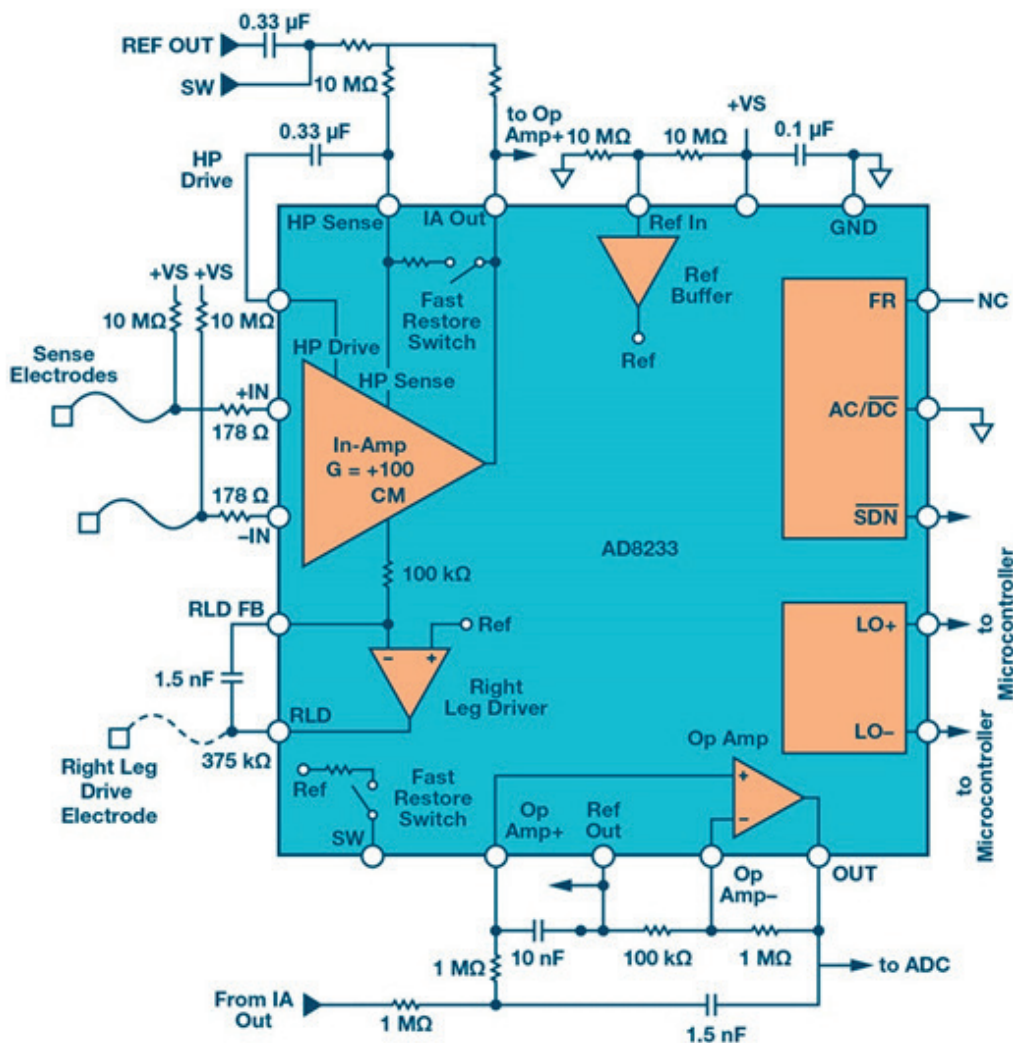 0.33 µF
REF OUT
SW
10 MΩ
+VS
to Op
Amp+
10 MΩ
10 MΩ
0.1 µF
0.33 µF
HP
Drive
HP Sense
IA Out
Ref In
GND
+VS
+VS
Fast
Restore
Switch
Ref
Buffer
FR
NC
10 MΩ
10 MΩ
HP Drive
Ref
Sense
Electrodes
HP Sense
+IN
AC/DC
178 Ω
In-Amp
G = +100
CM
178 Ω
–IN
SDN
AD8233
100 kΩ
RLD FB
Ref
LO+
to
Microcontroller
1.5 nF
–
+
Right
Leg Driver
RLD
Op Amp
LO–
to
Microcontroller
375 kΩ
Right Leg
Drive
Electrode
Ref
Fast
Restore
Switch
+
–
SW
Op
Amp+
Ref
Out
Op
Amp–
OUT
10 nF
100 kΩ
1 MΩ
1 MΩ
to ADC
From IA
Out
1 MΩ
1.5 nF